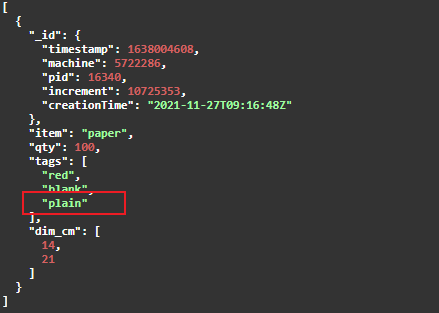 [
  {
    "_id": {
      "timestamp": 1638004608,
      "machine": 5722286,
      "pid": 16340,
      "increment": 10725353,
      "creationTime": "2021-11-27T09:16:48Z"
    },
    "item": "paper",
    "qty": 100,
    "tags": [
      "red",
      "blank",
      "plain"
    ],
    "dim_cm": [
      14,
      21
    ]
  }
]